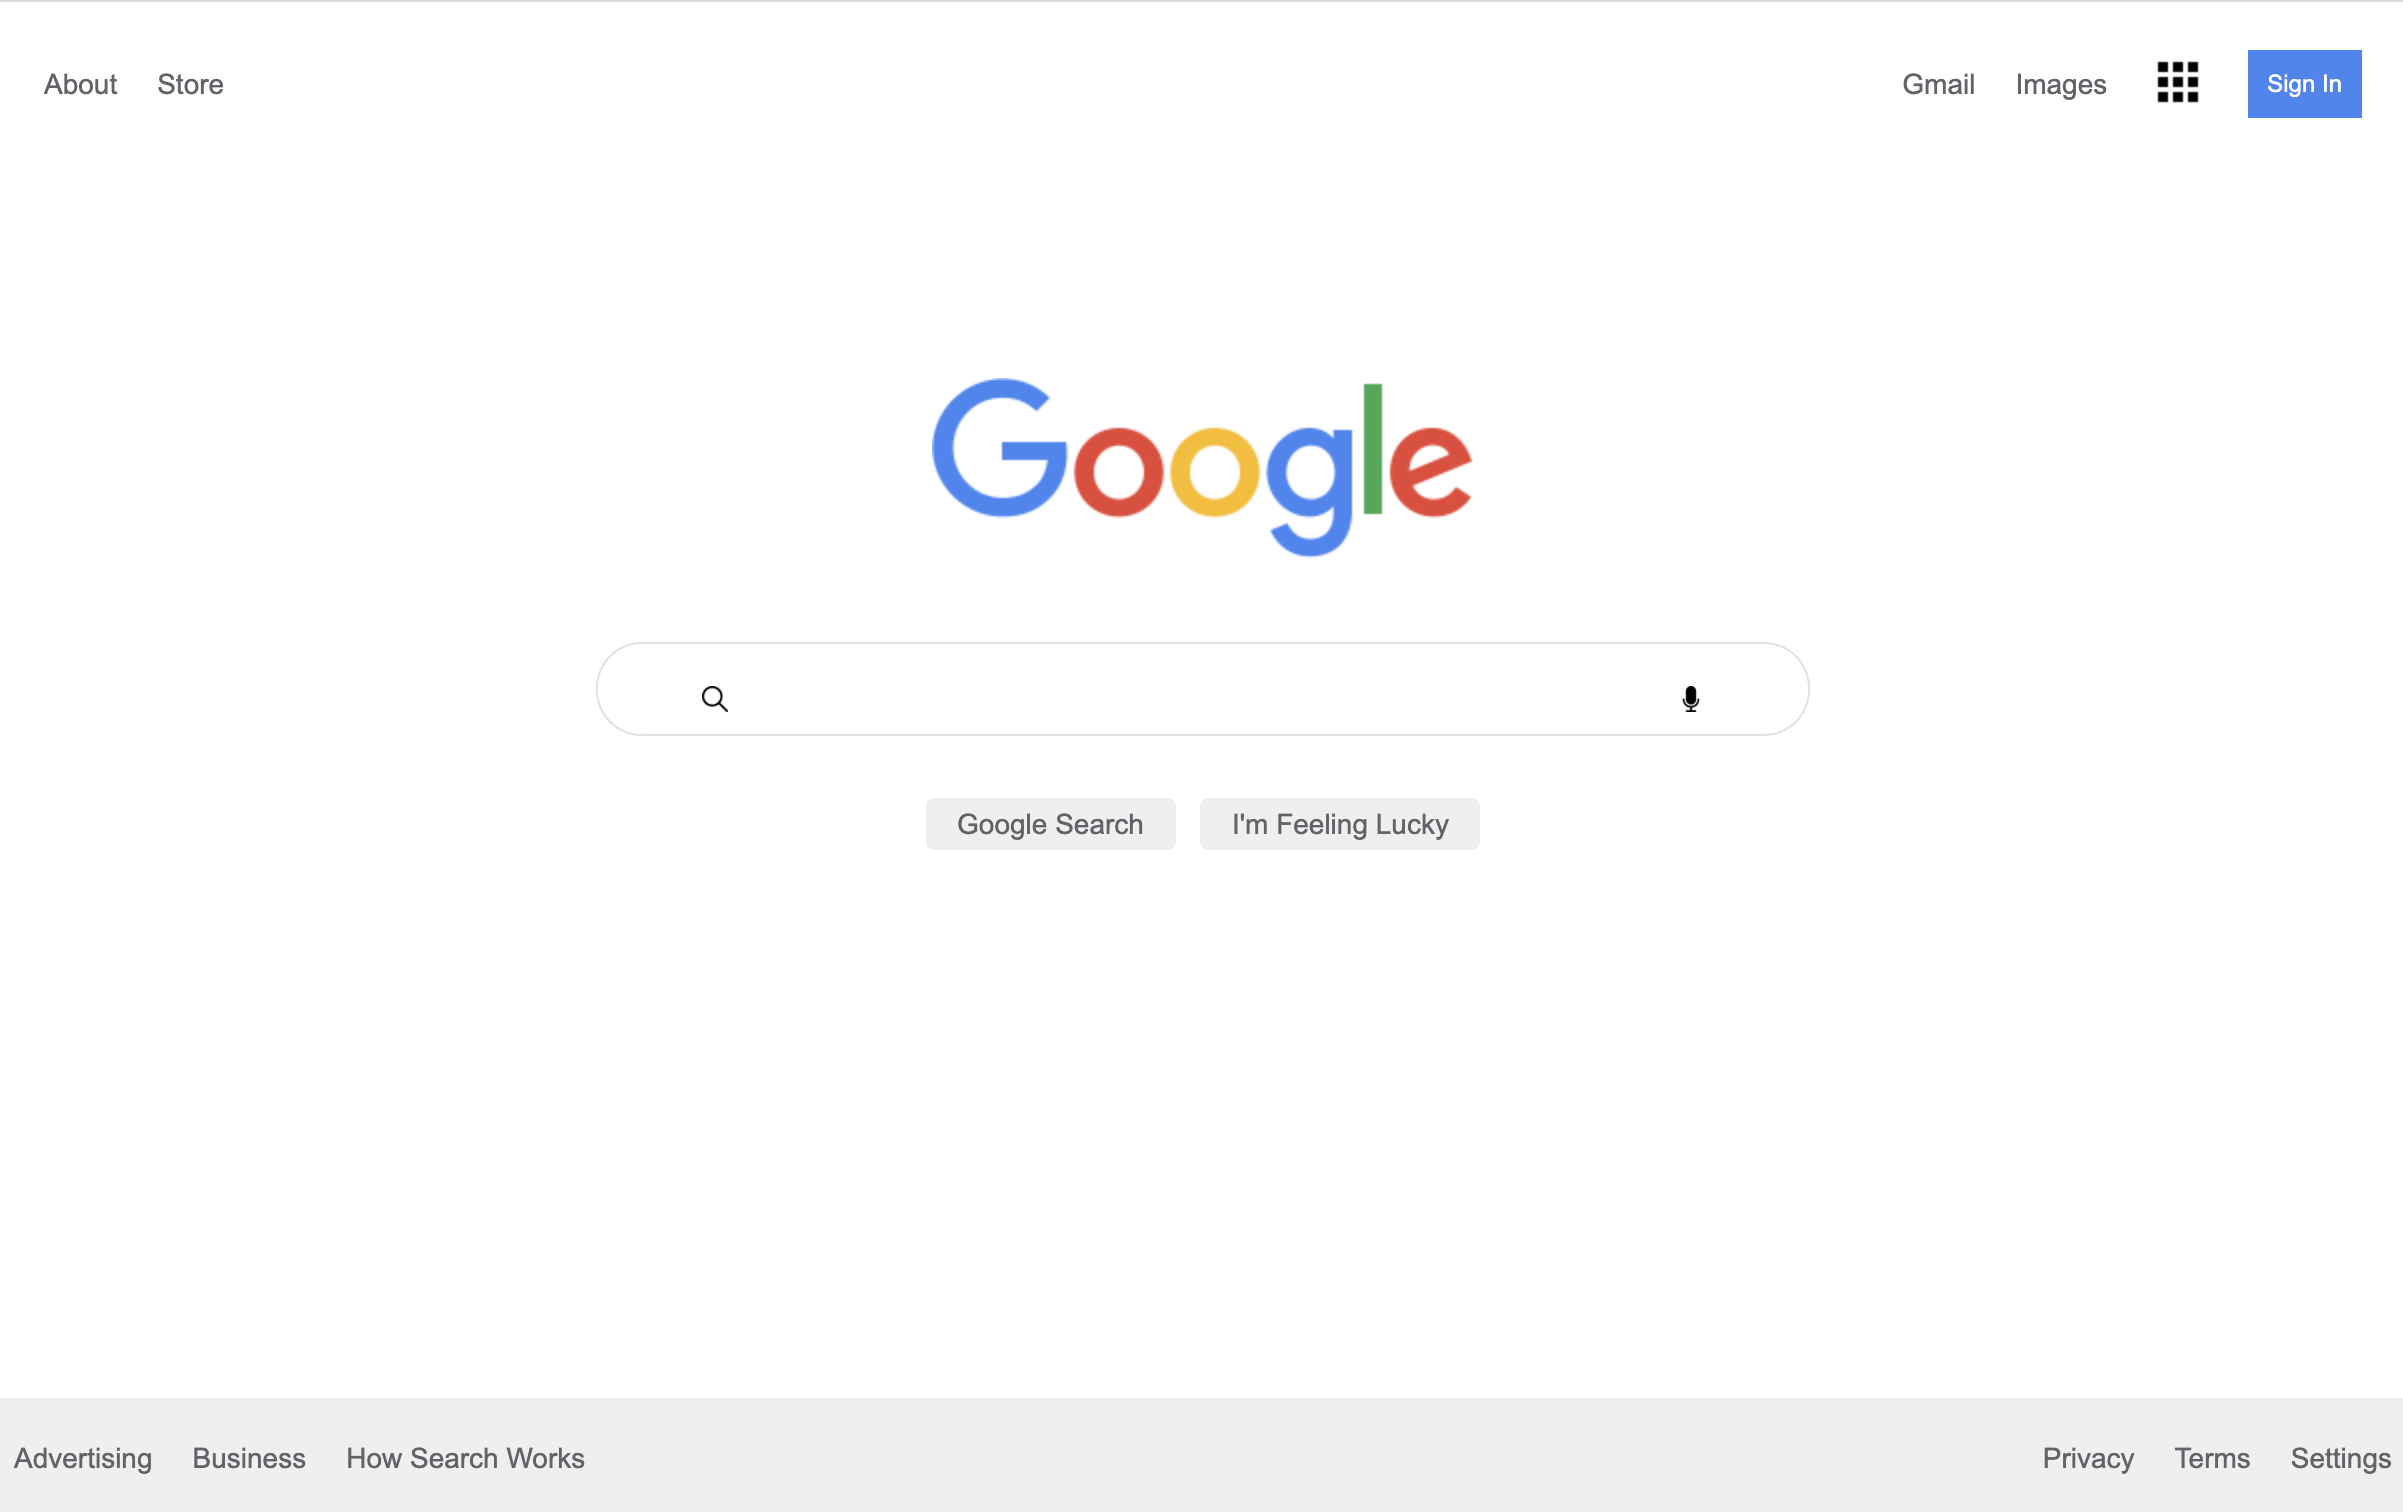 About Store Gmail Images Sign In
Google
Google Search I'm Feeling Lucky
Advertising Business How Search Works Privacy Terms Settings